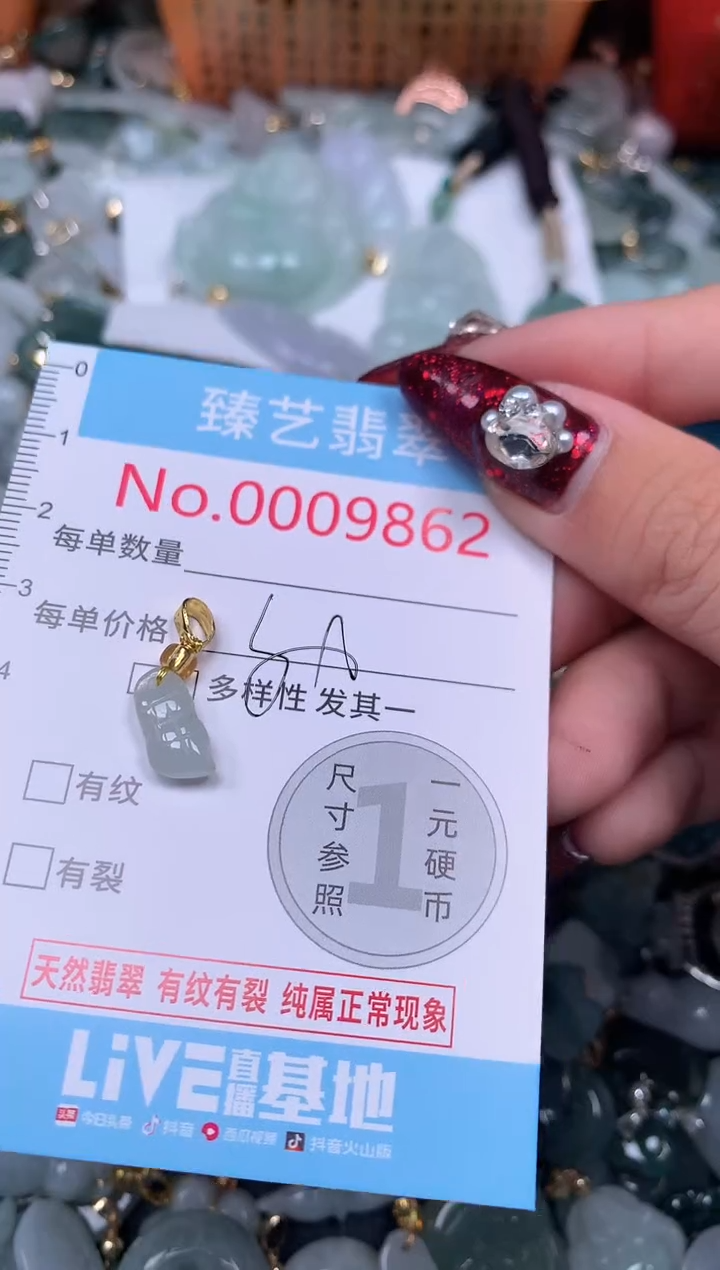 0
1
2
3
4
臻艺翡翠
No.0009862
每单数量
每单价格
多样性 发其一
有纹
有裂
尺寸参照
1
一元硬币
天然翡翠 有纹有裂 纯属正常现象
LiVE直播基地
头条 今日头条 抖音 西瓜视频 抖音火山版